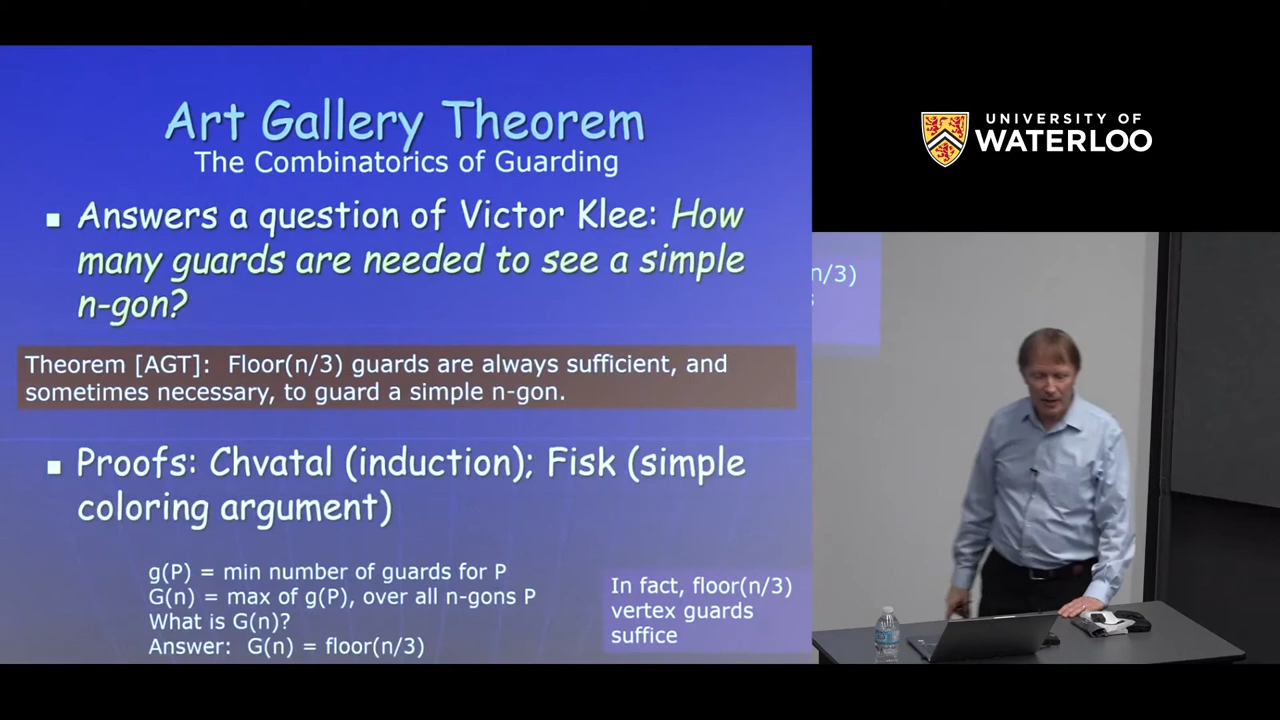 Art Gallery Theorem
The Combinatorics of Guarding
▪ Answers a question of Victor Klee: How
many guards are needed to see a simple
n-gon?
Theorem [AGT]: Floor(n/3) guards are always sufficient, and
sometimes necessary, to guard a simple n-gon.
▪ Proofs: Chvatal (induction); Fisk (simple
coloring argument)
g(P) = min number of guards for P
G(n) = max of g(P), over all n-gons P
What is G(n)?
Answer: G(n) = floor(n/3)
In fact, floor(n/3)
vertex guards
suffice
UNIVERSITY OF
WATERLOO
n/3)
s